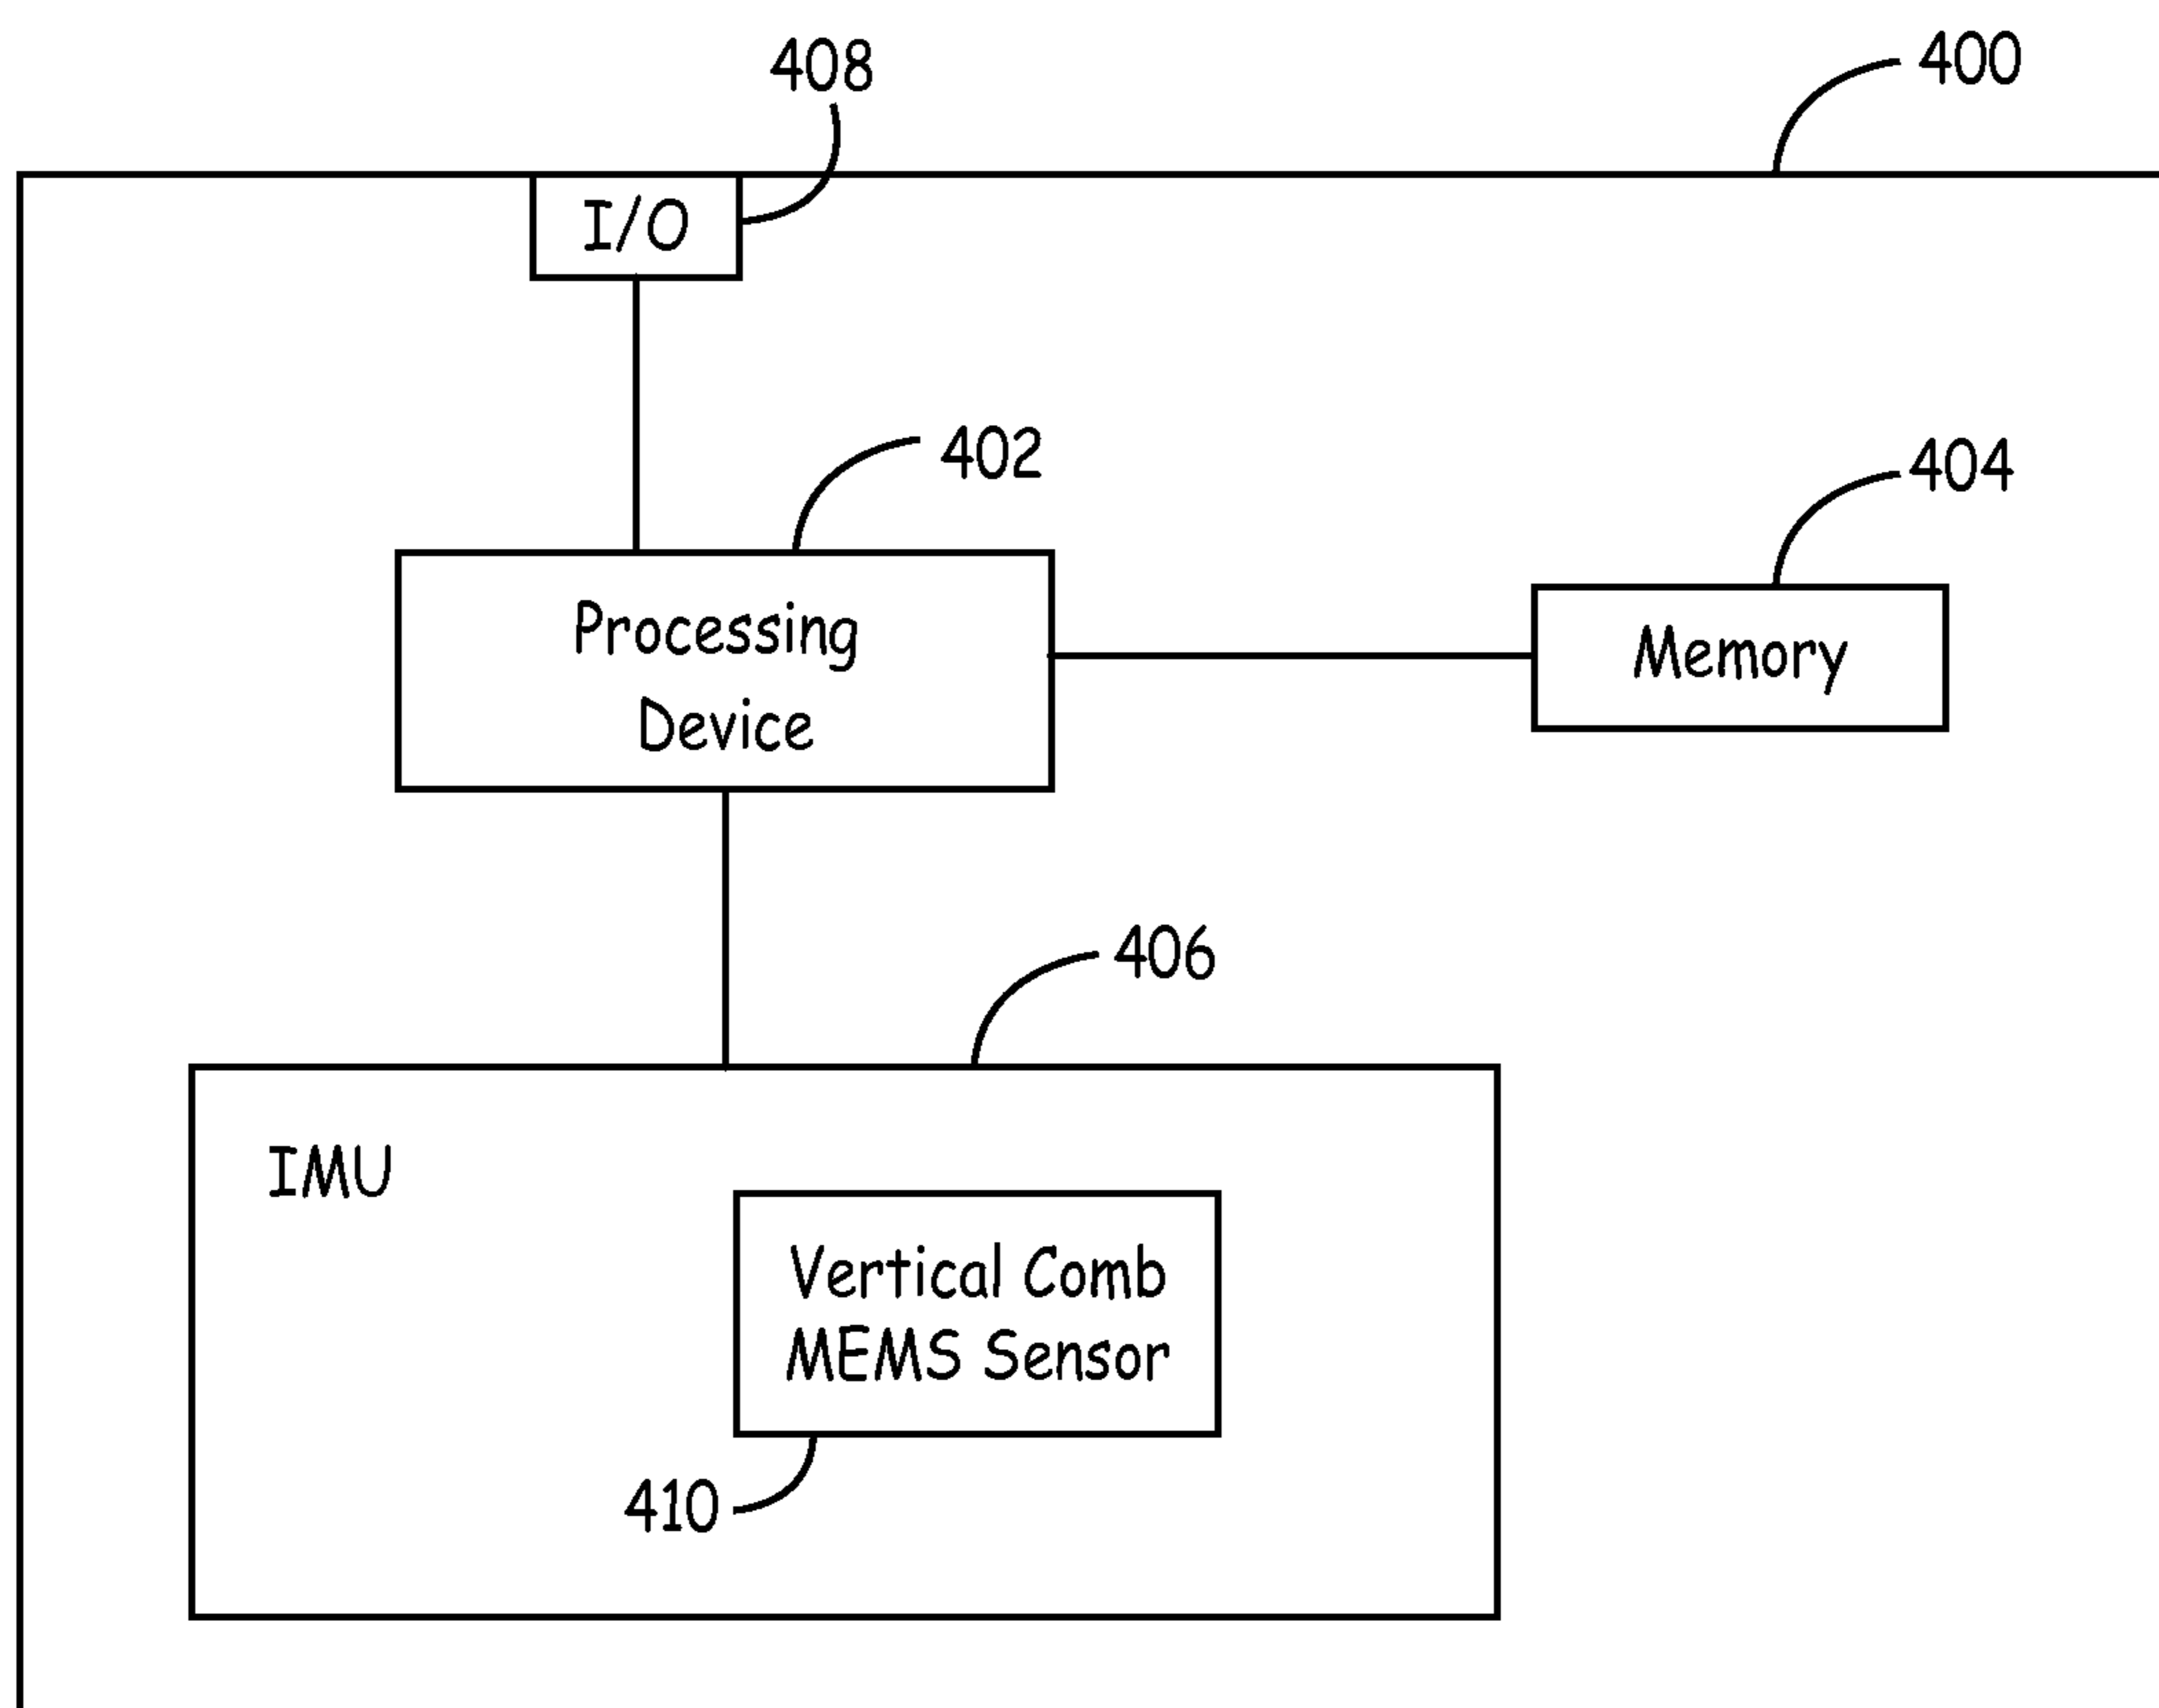 408
400
I/O
402
404
Processing
Device
Memory
406
IMU
Vertical Comb
MEMS Sensor
410